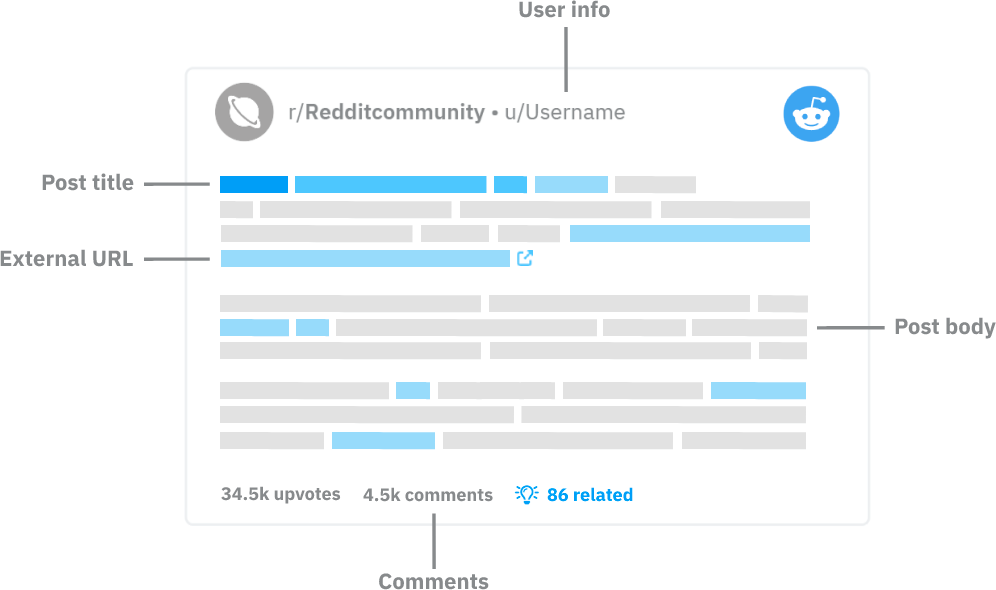 User info
r/Redditcommunity • u/Username
Post title
External URL
Post body
34.5k upvotes 4.5k comments 86 related
Comments